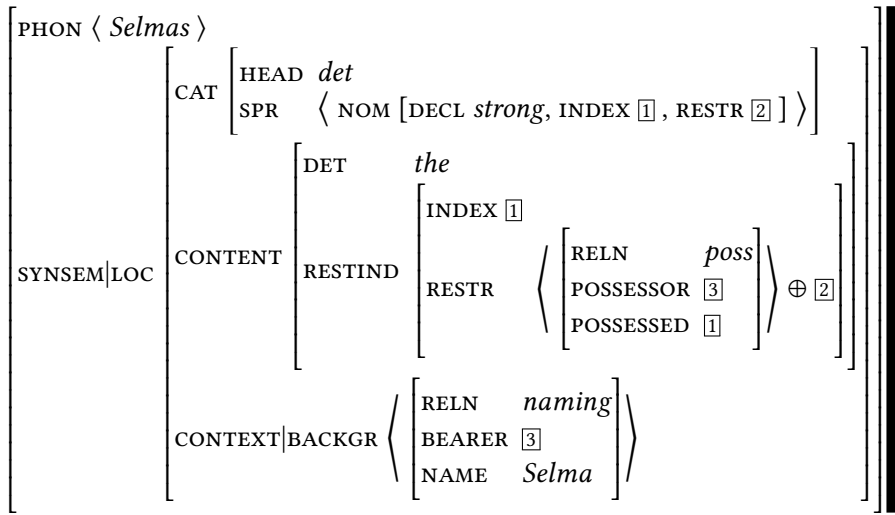 PHON ⟨ Selmas ⟩
HEAD det
CAT
SPR ⟨ NOM [DECL strong, INDEX 1 , RESTR 2 ] ⟩
DET the
INDEX 1
SYNSEM|LOC CONTENT RESTIND
RELN poss
RESTR ⟨ POSSESSOR 3 ⟩ ⊕ 2
POSSESSED 1
RELN naming
CONTEXT|BACKGR ⟨ BEARER 3 ⟩
NAME Selma